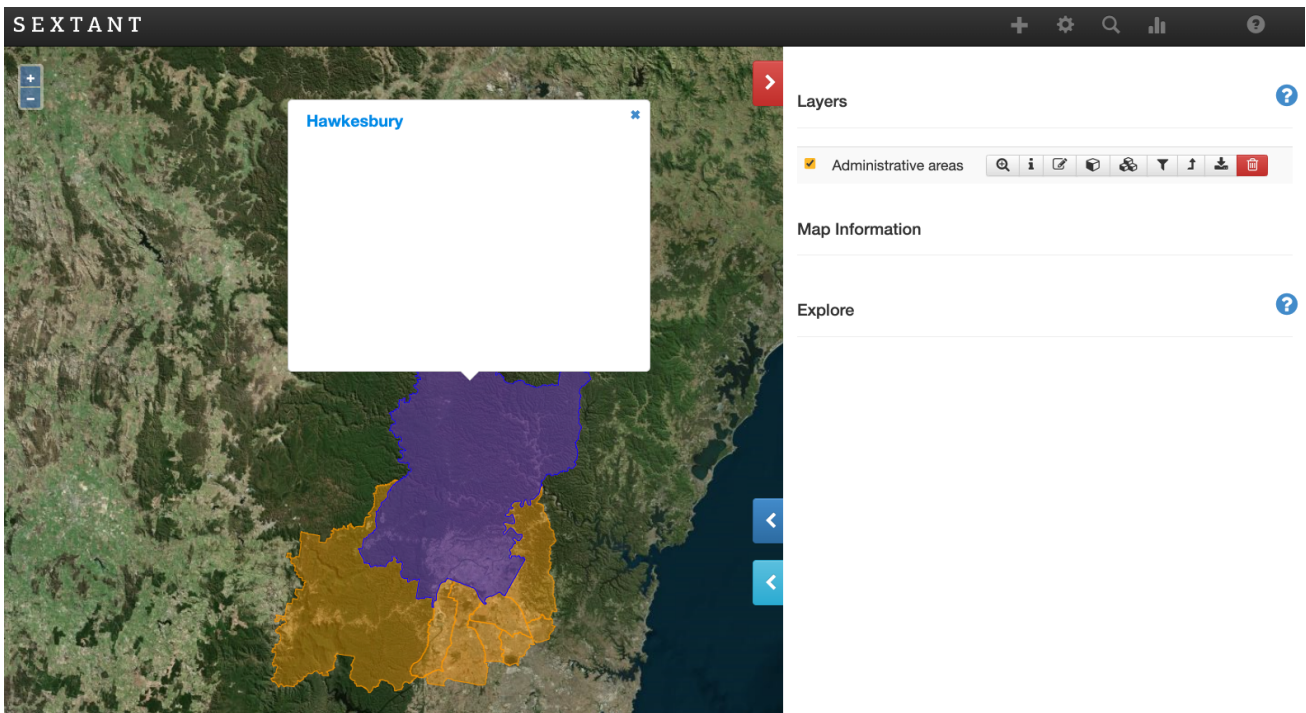 SEXTANT
Hawkesbury
Layers
Administrative areas
Map Information
Explore